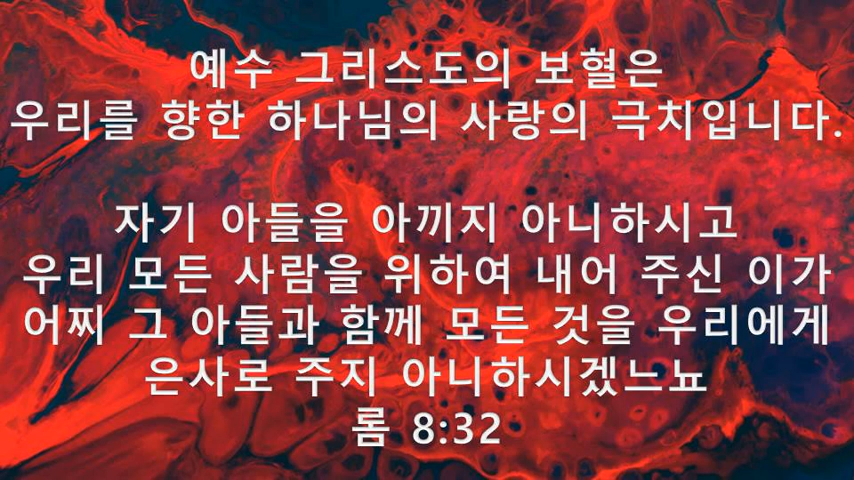 예수 그리스도의 보혈은
우리를 향한 하나님의 사랑의 극치입니다.
자기 아들을 아끼지 아니하시고
우리 모든 사람을 위하여 내어 주신 이가
어찌 그 아들과 함께 모든 것을 우리에게
은사로 주지 아니하시겠느뇨
롬 8:32